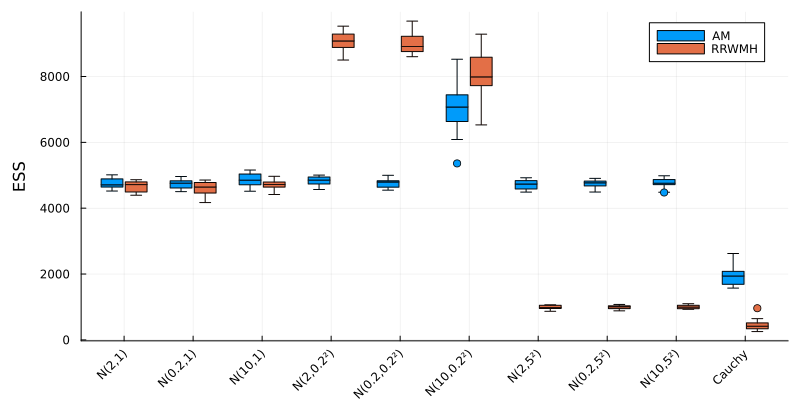 AM
RRWMH
ESS
8000
6000
4000
2000
0
N(2,1)
N(0.2,1)
N(10,1)
N(2,0.2²)
N(0.2,0.2²)
N(10,0.2²)
N(2,5²)
N(0.2,5²)
N(10,5²)
Cauchy